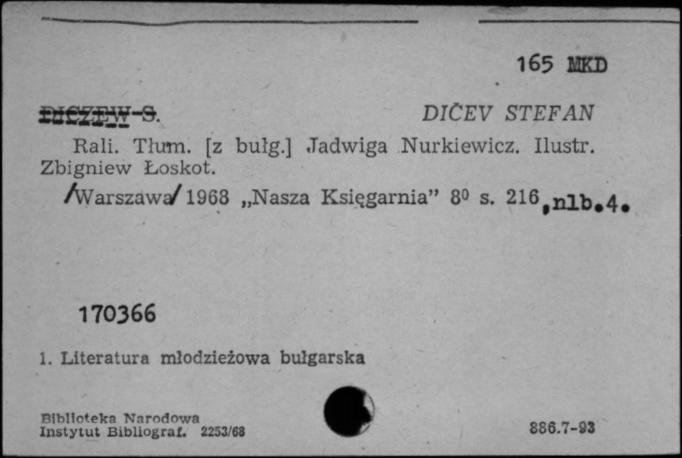 165 MKD
DICZEW S. DIČEV STEFAN
Rali. Tłum. [z bułg.] Jadwiga Nurkiewicz. Ilustr.
Zbigniew Łoskot.
/Warszawa/ 1968 „Nasza Księgarnia” 8⁰ s. 216, nlb.4.
170366
1. Literatura młodzieżowa bułgarska
Biblioteka Narodowa
Instytut Bibliograf. 2253/68 886.7-93